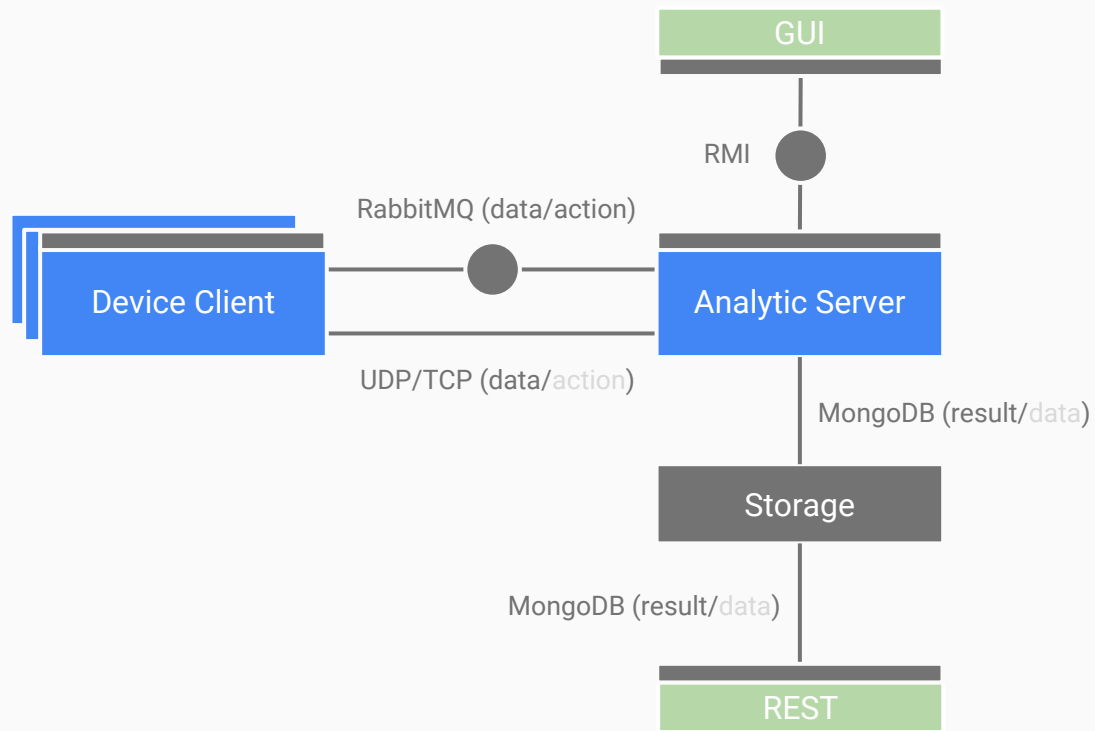 GUI
RMI
RabbitMQ (data/action)
Device Client
Analytic Server
UDP/TCP (data/action)
MongoDB (result/data)
Storage
MongoDB (result/data)
REST